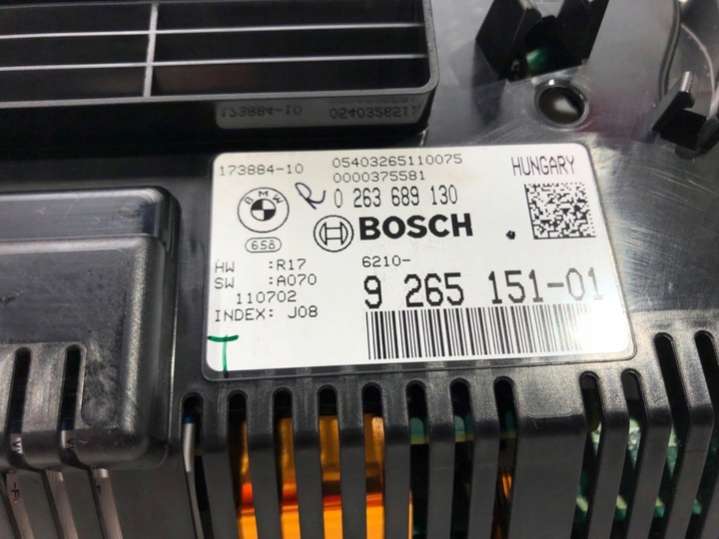 173884-10
173884-10 05403265110075 HUNGARY
0000375581
BMW R 0 263 689 130
658 BOSCH
HW :R17 6210-
SW :A070 9 265 151-01
110702
INDEX: J08
T